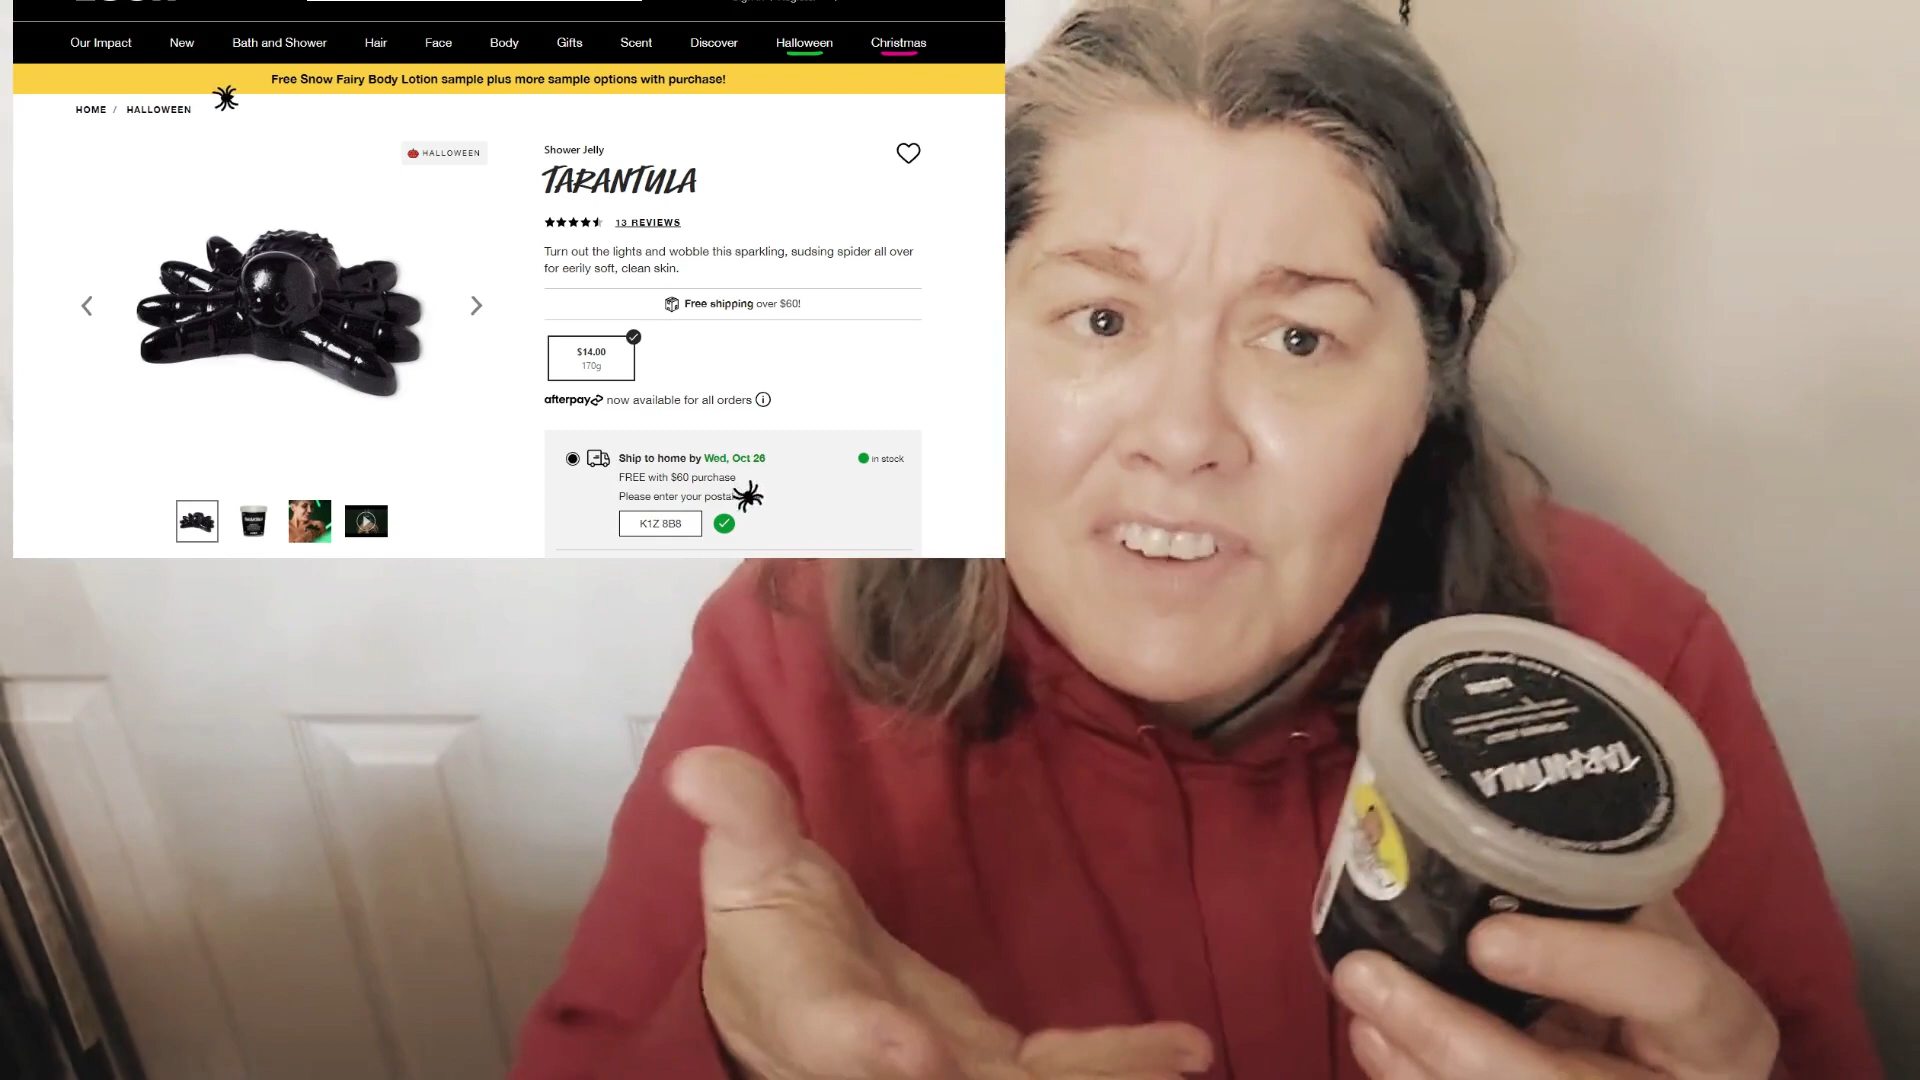 Our Impact New Bath and Shower Hair Face Body Gifts Scent Discover Halloween Christmas
Free Snow Fairy Body Lotion sample plus more sample options with purchase!
HOME / HALLOWEEN
HALLOWEEN
Shower Jelly
TARANTULA
13 REVIEWS
Turn out the lights and wobble this sparkling, sudsing spider all over
for eerily soft, clean skin.
Free shipping over $60!
$14.00
170g
afterpay now available for all orders
Ship to home by Wed, Oct 26
in stock
FREE with $60 purchase
Please enter your postal
K1Z 8B8
TARANTULA